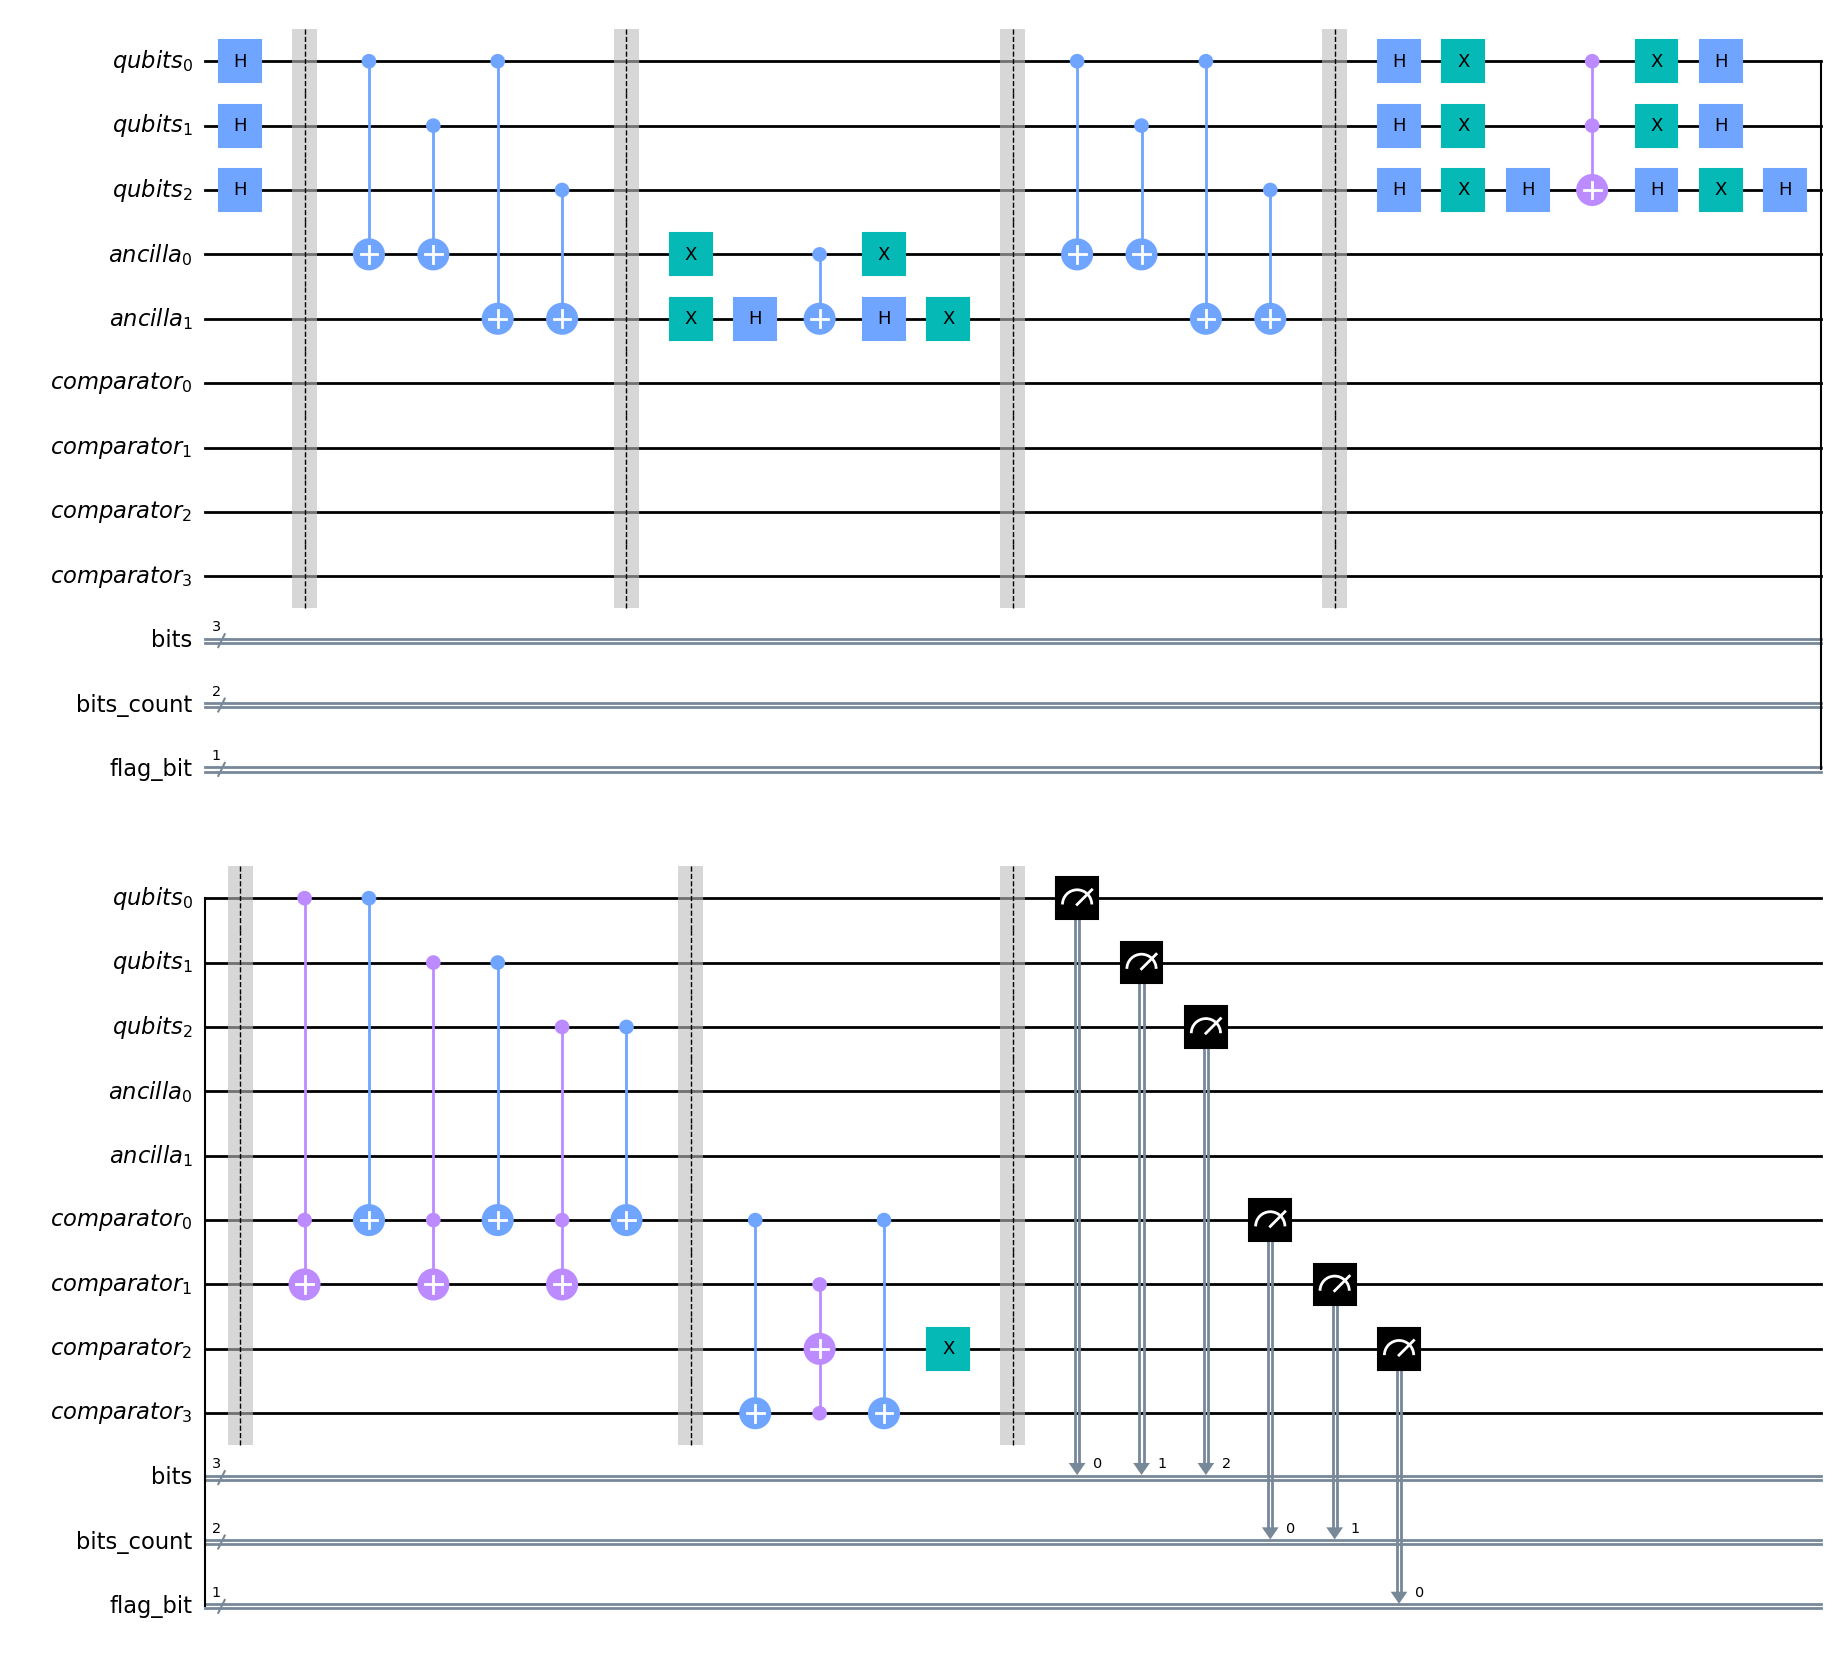 qubits0 H H X X H
qubits1 H H X X H
qubits2 H H X H H X H
ancilla0 X X
ancilla1 X H H X
comparator0
comparator1
comparator2
comparator3
bits 3
bits_count 2
flag_bit 1
qubits0
qubits1
qubits2
ancilla0
ancilla1
comparator0
comparator1
comparator2 X
comparator3
bits 3 0 1 2
bits_count 2 0 1
flag_bit 1 0